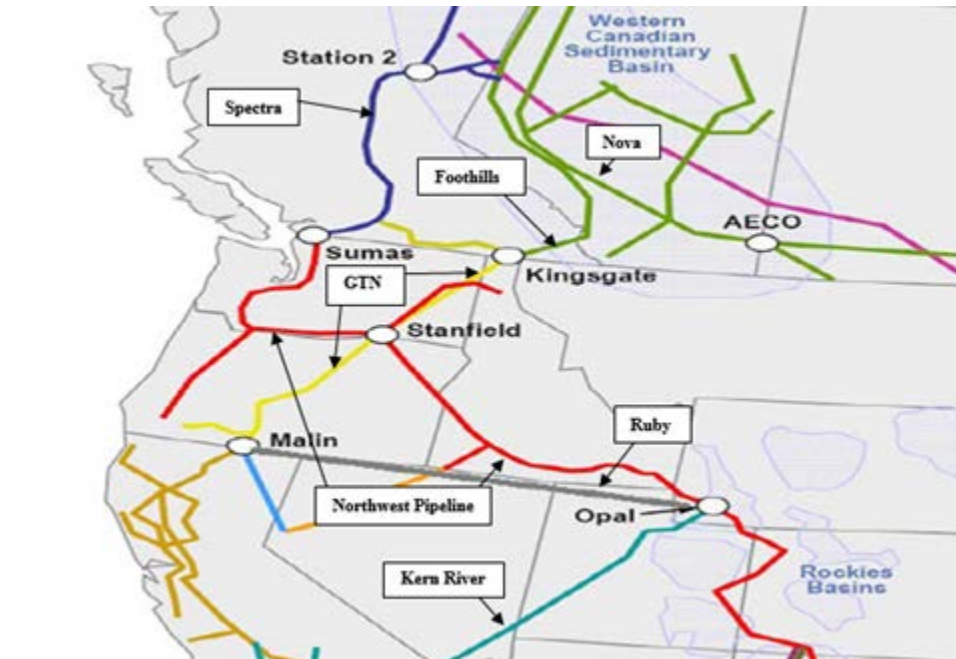 Western
Canadian
Sedimentary
Basin
Station 2
Spectra
Nova
Foothills
AECO
Sumas
Kingsgate
GTN
Stanfield
Ruby
Malin
Northwest Pipeline
Opal
Kern River
Rockies
Basins